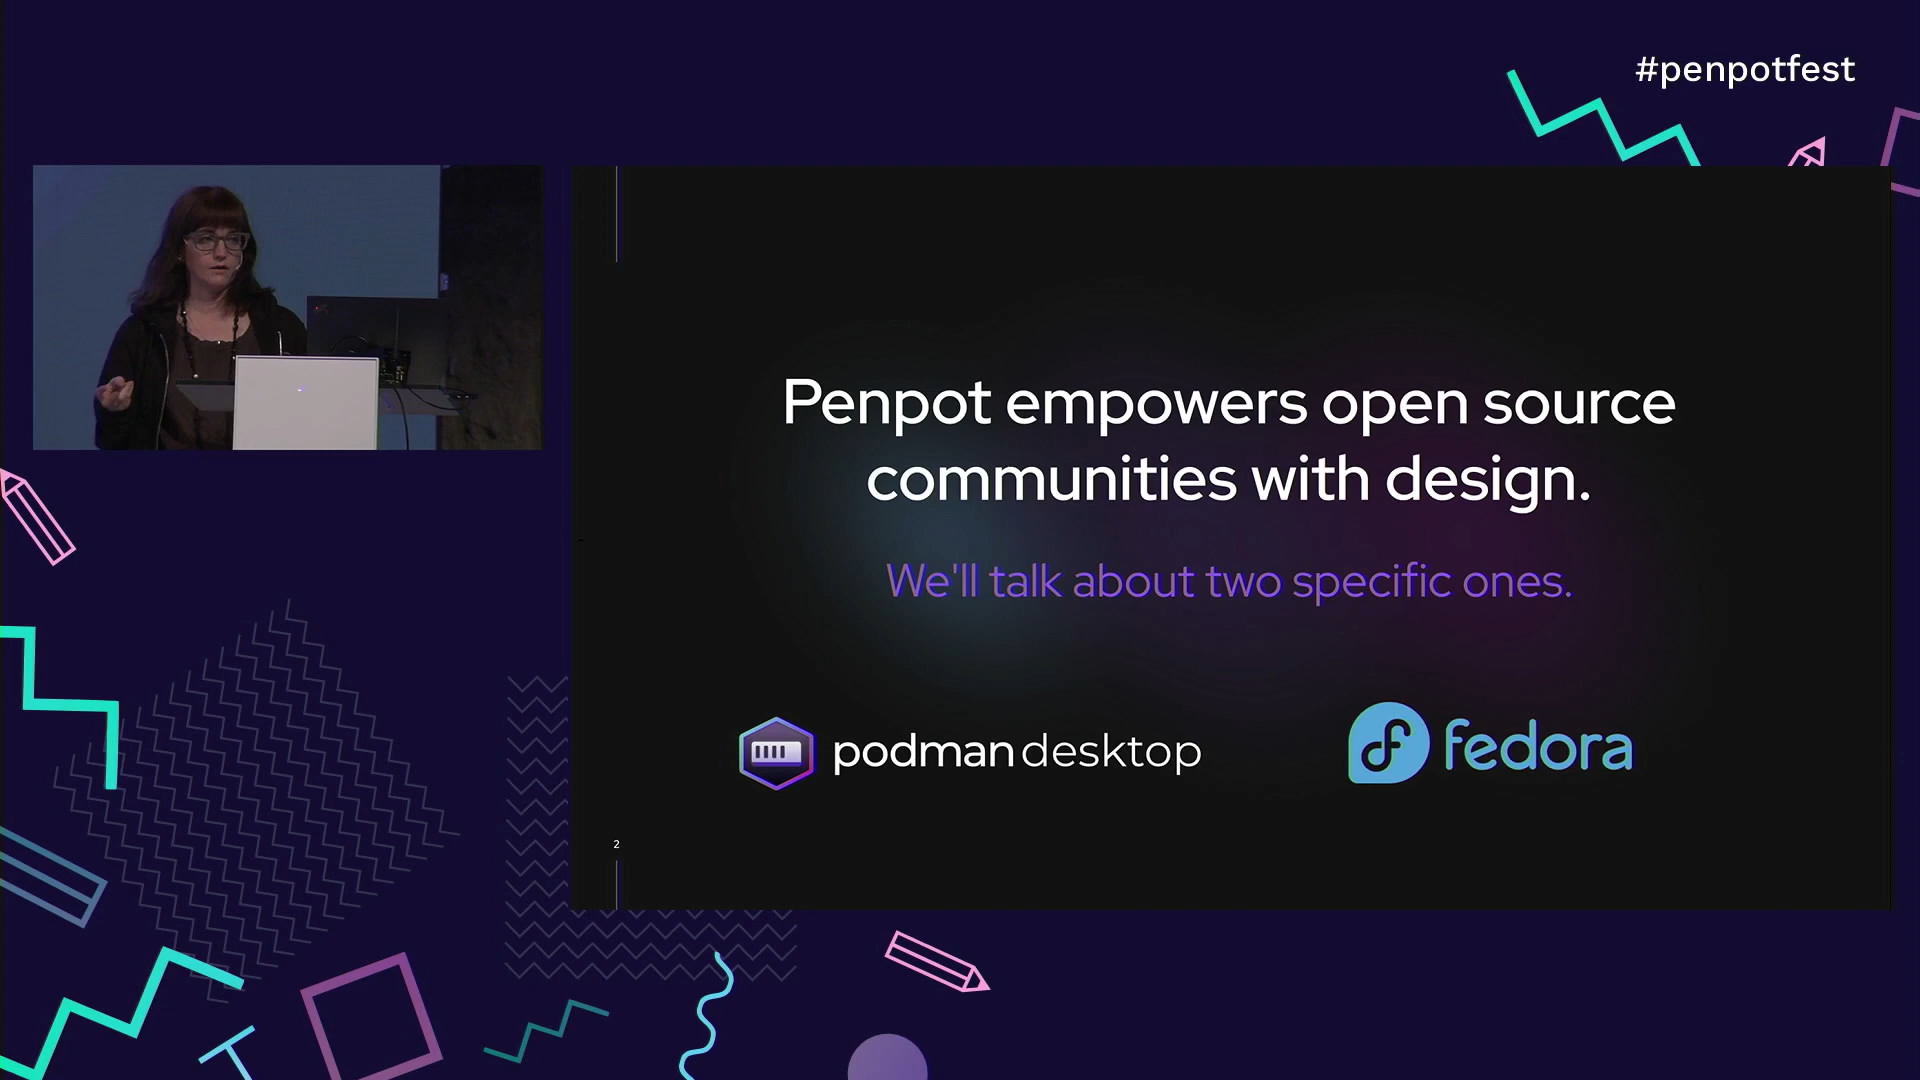 #penpotfest
Penpot empowers open source
communities with design.
We'll talk about two specific ones.
podman desktop
fedora
2